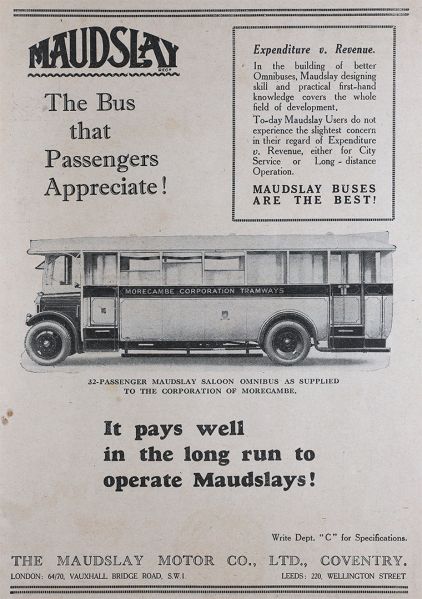 MAUDSLAY
REGD
The Bus
that
Passengers
Appreciate!
Expenditure v. Revenue.
In the building of better
Omnibuses, Maudslay designing
skill and practical first-hand
knowledge covers the whole
field of development.
To-day Maudslay Users do not
experience the slightest concern
in their regard of Expenditure
v. Revenue, either for City
Service or Long-distance
Operation.
MAUDSLAY BUSES
ARE THE BEST!
MORECAMBE CORPORATION TRAMWAYS
32-PASSENGER MAUDSLAY SALOON OMNIBUS AS SUPPLIED
TO THE CORPORATION OF MORECAMBE.
It pays well
in the long run to
operate Maudslays!
Write Dept. "C" for Specifications.
THE MAUDSLAY MOTOR CO., LTD., COVENTRY.
LONDON: 64/70, VAUXHALL BRIDGE ROAD, S.W.1. LEEDS: 220, WELLINGTON STREET